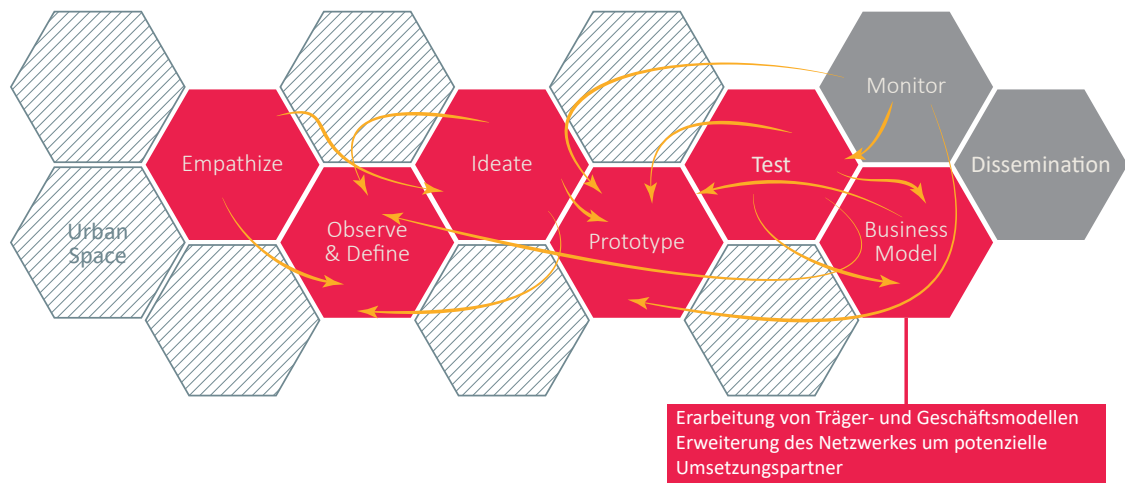 Monitor
Empathize
Ideate
Test
Dissemination
Urban
Space
Observe
& Define
Prototype
Business
Model
Erarbeitung von Träger- und Geschäftsmodellen
Erweiterung des Netzwerkes um potenzielle
Umsetzungspartner